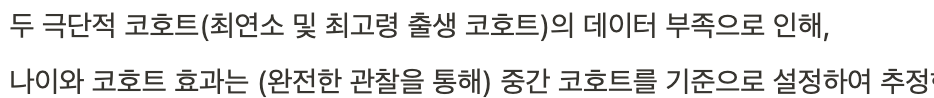 두 극단적 코호트(최연소 및 최고령 출생 코호트)의 데이터 부족으로 인해,
나이와 코호트 효과는 (완전한 관찰을 통해) 중간 코호트를 기준으로 설정하여